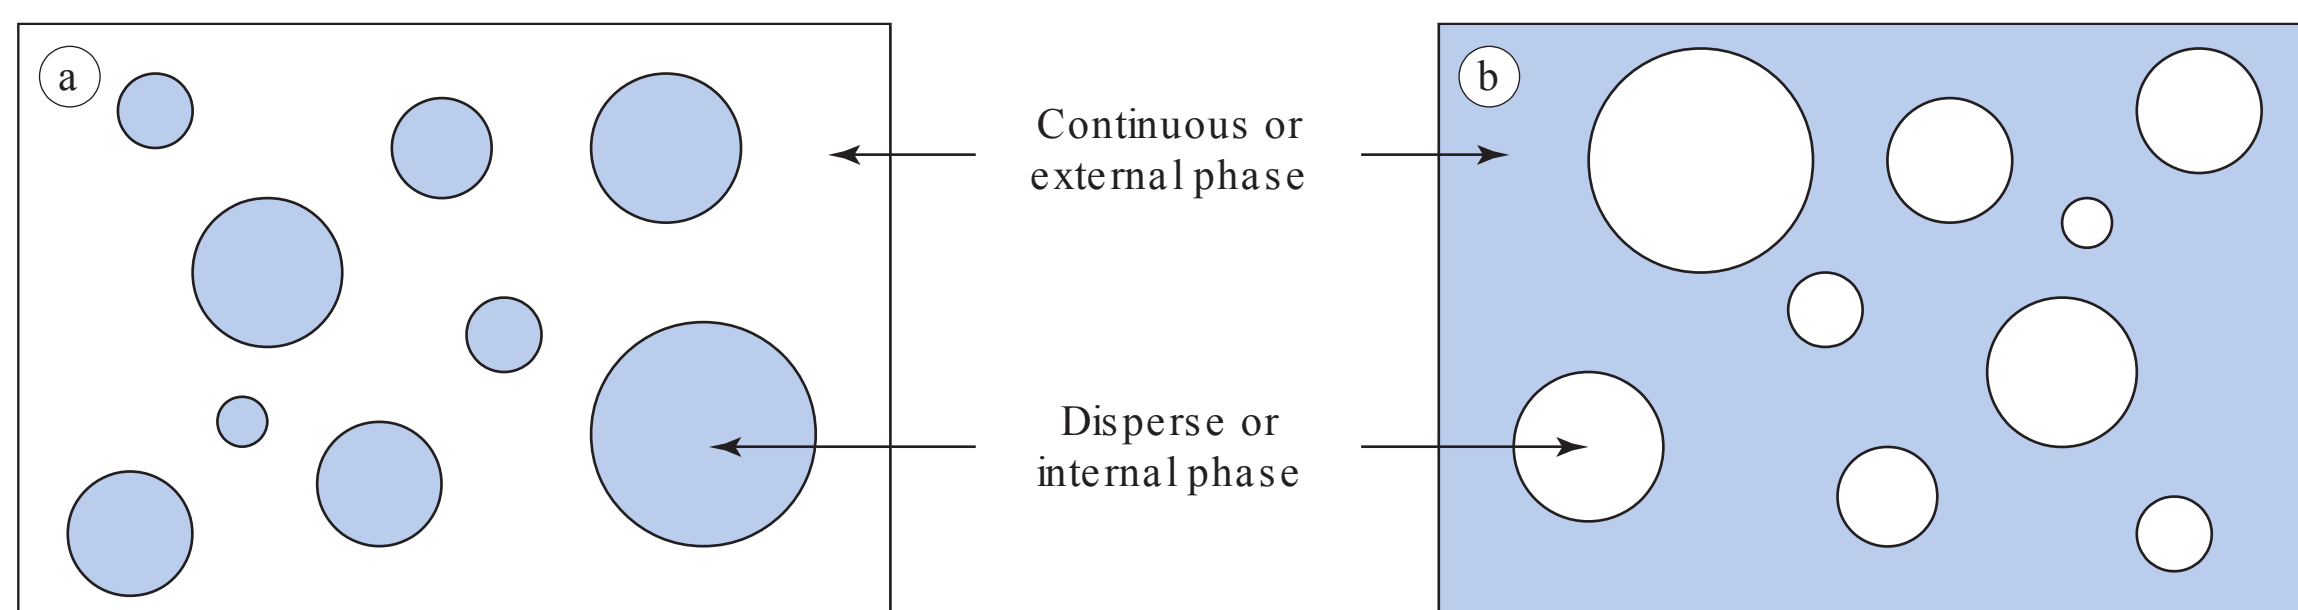 a
Continuous or
external phase
b
Disperse or
internal phase